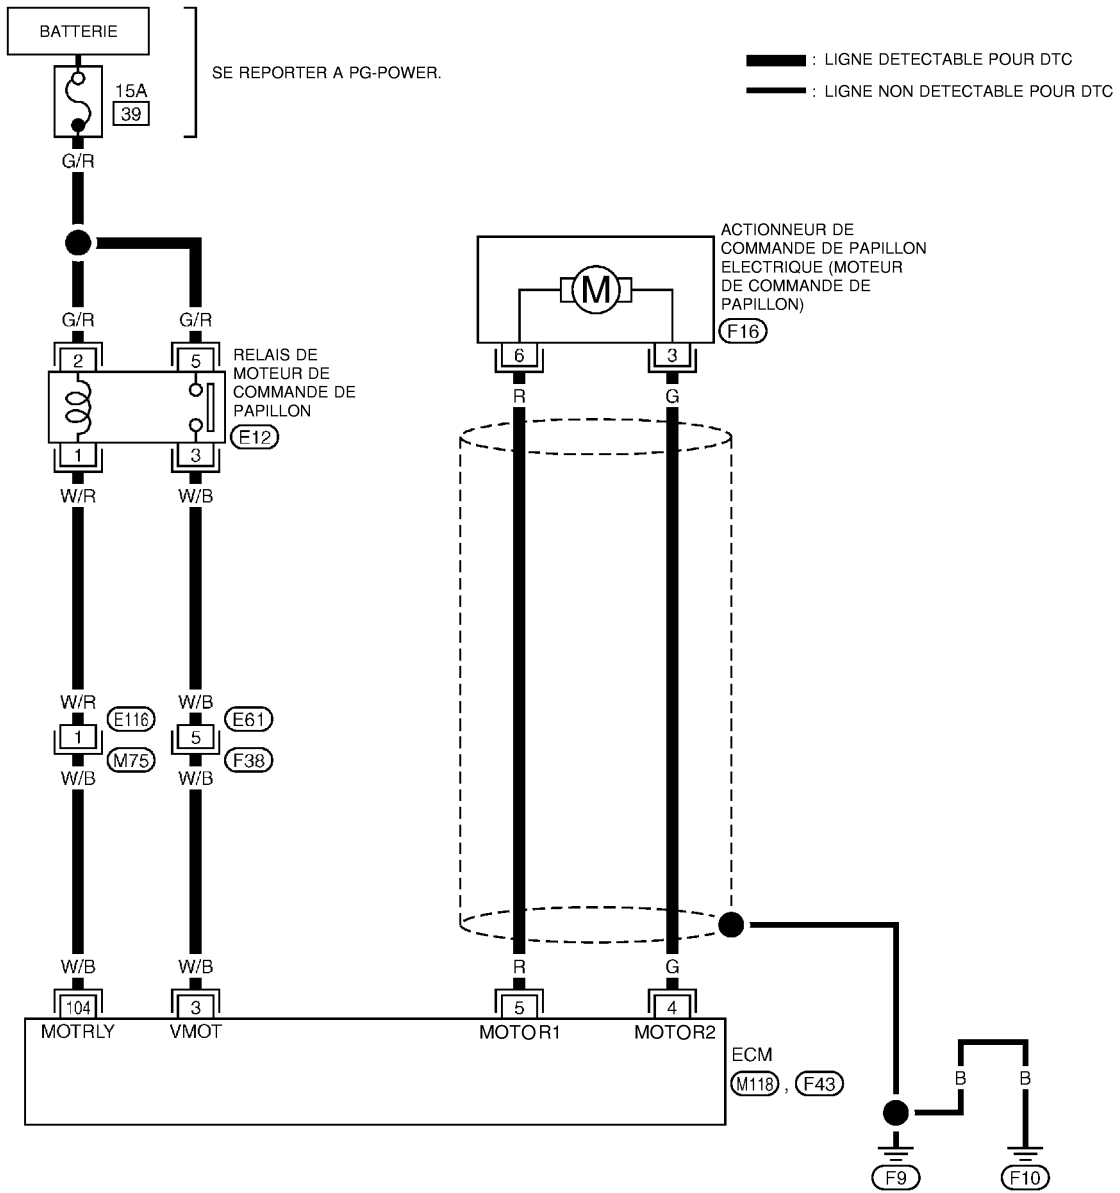 BATTERIE
SE REPORTER A PG-POWER.
15A
39
: LIGNE DETECTABLE POUR DTC
: LIGNE NON DETECTABLE POUR DTC
G/R
ACTIONNEUR DE
COMMANDE DE PAPILLON
ELECTRIQUE (MOTEUR
DE COMMANDE DE
PAPILLON)
F16
M
6
3
R
G
G/R
G/R
2
5
RELAIS DE
MOTEUR DE
COMMANDE DE
PAPILLON
E12
1
3
W/R
W/B
W/R
W/B
E116
E61
1
5
M75
F38
W/B
W/B
W/B
W/B
R
G
104
3
5
4
MOTRLY
VMOT
MOTOR1
MOTOR2
ECM
M118 , F43
B
B
F9
F10